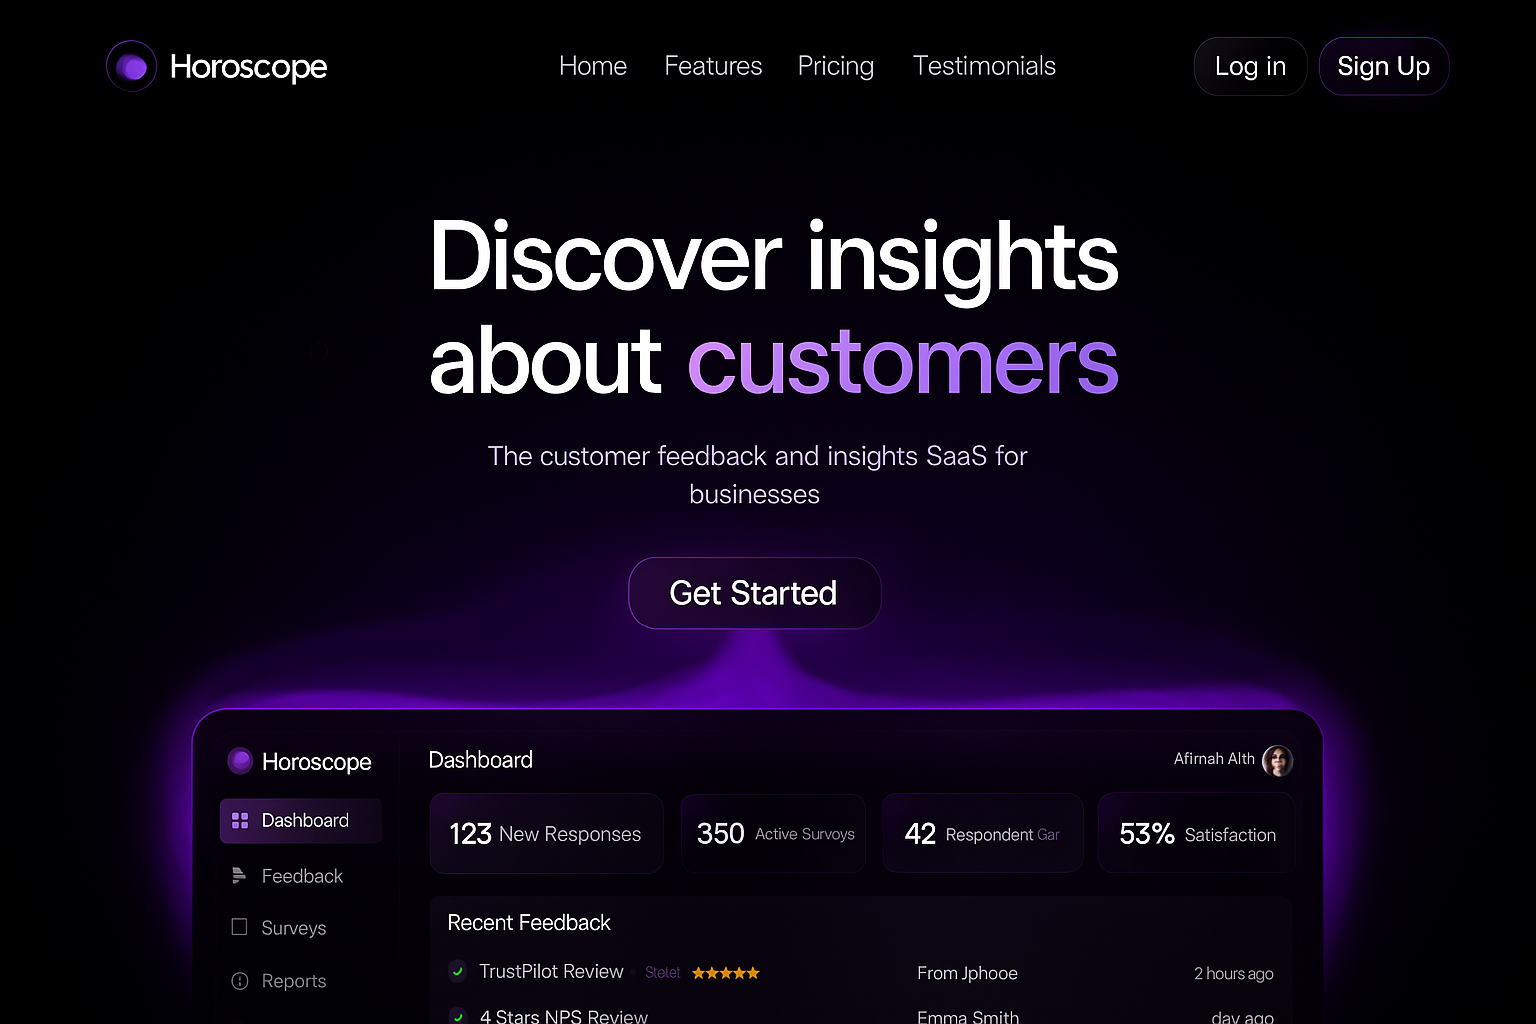 Horoscope
Home Features Pricing Testimonials
Log in Sign Up
Discover insights
about customers
The customer feedback and insights SaaS for
businesses
Get Started
Horoscope
Dashboard
Afirnah Alth
Dashboard
Feedback
Surveys
Reports
123 New Responses
350 Active Survoys
42 Respondent Gar
53% Satisfaction
Recent Feedback
TrustPilot Review Stelet From Jphooe 2 hours ago
4 Stars NPS Review Emma Smith day ago